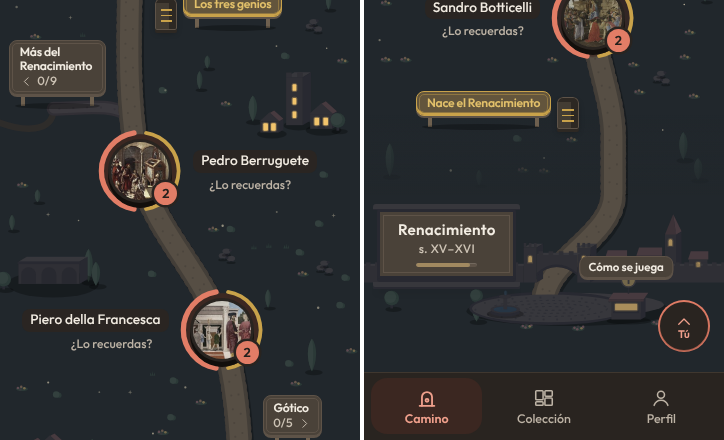 Los tres genios
Más del
Renacimiento
0/9
Pedro Berruguete
¿Lo recuerdas?
2
Piero della Francesca
¿Lo recuerdas?
2
Gótico
0/5
Sandro Botticelli
¿Lo recuerdas?
2
Nace el Renacimiento
Renacimiento
s. XV–XVI
Cómo se juega
Tú
Camino
Colección
Perfil